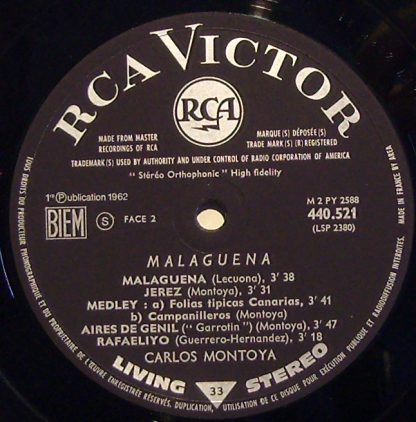 RCA VICTOR
RCA
MADE FROM MASTER
RECORDINGS OF RCA
MARQUE(S) DÉPOSÉE(S)
TRADE MARK(S) (R) REGISTERED
TRADEMARK(S) USED BY AUTHORITY AND UNDER CONTROL OF RADIO CORPORATION OF AMERICA
" Stéréo Orthophonic " High fidelity
1re Ⓟublication 1962
M 2 PY 2588
BIEM
S
FACE 2
440.521
(LSP 2380)
MALAGUENA
MALAGUENA (Lecuona), 3' 38
JEREZ (Montoya), 3' 31
MEDLEY : a) Folias tipicas Canarias, 3' 41
b) Campanilleros (Montoya)
AIRES DE GENIL (" Garrotin ") (Montoya), 3' 47
RAFAELIYO (Guerrero-Hernandez), 3' 18
CARLOS MONTOYA
LIVING STEREO
33
TOUS DROITS DU PRODUCTEUR PHONOGRAPHIQUE ET DU PROPRIETAIRE DE L'ŒUVRE ENREGISTRÉE RÉSERVÉS. DUPLICATION, UTILISATION DE CE DISQUE POUR EXÉCUTION PUBLIQUE ET RADIODIFFUSION INTERDITES.
MADE IN FRANCE BY AREA